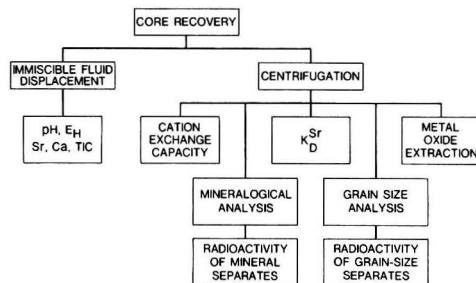 CORE RECOVERY
IMMISCIBLE FLUID
DISPLACEMENT
CENTRIFUGATION
pH, EH
Sr, Ca, TIC
CATION
EXCHANGE
CAPACITY
KDSr
METAL
OXIDE
EXTRACTION
MINERALOGICAL
ANALYSIS
GRAIN SIZE
ANALYSIS
RADIOACTIVITY
OF MINERAL
SEPARATES
RADIOACTIVITY
OF GRAIN-SIZE
SEPARATES